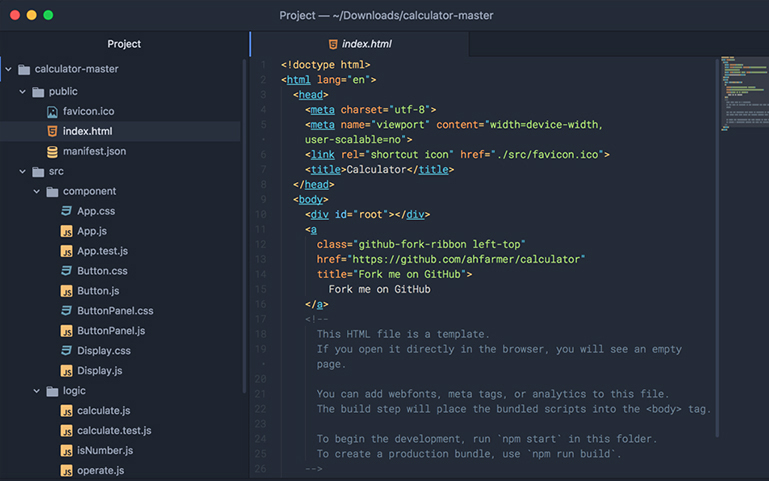 Project — ~/Downloads/calculator-master
Project
calculator-master
public
favicon.ico
index.html
manifest.json
src
component
App.css
App.js
App.test.js
Button.css
Button.js
ButtonPanel.css
ButtonPanel.js
Display.css
Display.js
logic
calculate.js
calculate.test.js
isNumber.js
operate.js
index.html
1 <!doctype html>
2 <html lang="en">
3 <head>
4 <meta charset="utf-8">
5 <meta name="viewport" content="width=device-width,
• user-scalable=no">
6 <link rel="shortcut icon" href="./src/favicon.ico">
7 <title>Calculator</title>
8 </head>
9 <body>
10 <div id="root"></div>
11 <a
12 class="github-fork-ribbon left-top"
13 href="https://github.com/ahfarmer/calculator"
14 title="Fork me on GitHub">
15 Fork me on GitHub
16 </a>
17 <!--
18 This HTML file is a template.
19 If you open it directly in the browser, you will see an empty
• page.
20
21 You can add webfonts, meta tags, or analytics to this file.
22 The build step will place the bundled scripts into the <body> tag.
23
24 To begin the development, run `npm start` in this folder.
25 To create a production bundle, use `npm run build`.
26 -->